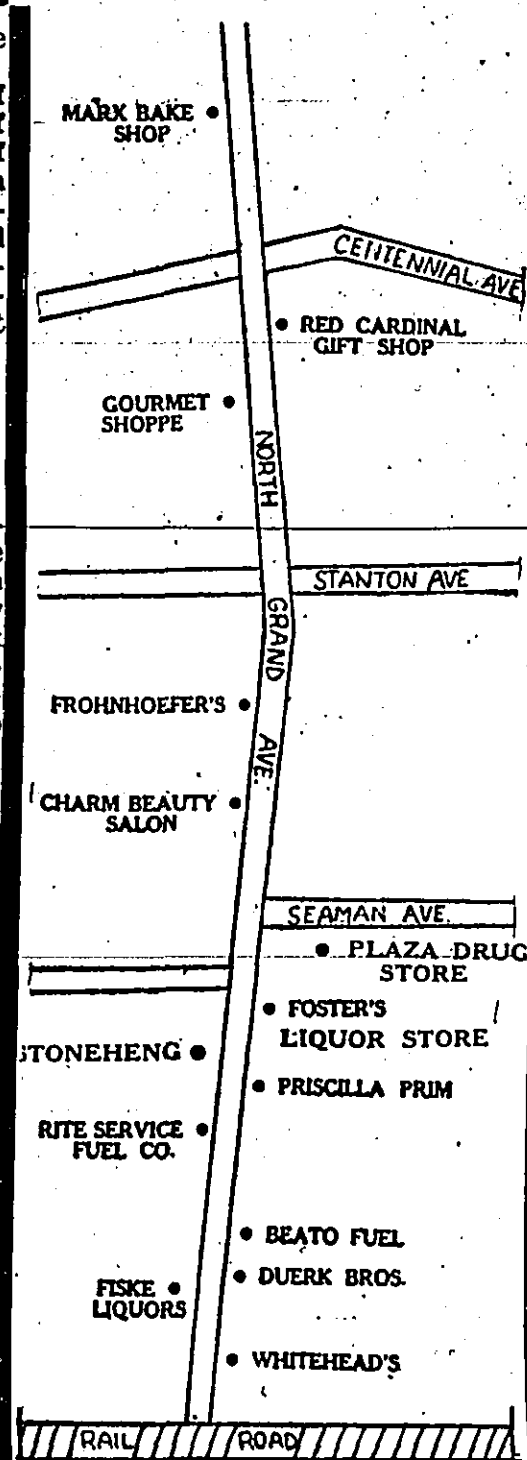 MARX BAKE
SHOP
CENTENNIAL AVE
RED CARDINAL
GIFT SHOP
GOURMET
SHOPPE
NORTH GRAND AVE.
STANTON AVE
FROHNHOEFER'S
CHARM BEAUTY
SALON
SEAMAN AVE.
PLAZA DRUG
STORE
FOSTER'S
LIQUOR STORE
STONEHENG
PRISCILLA PRIM
RITE SERVICE
FUEL CO.
BEATO FUEL
DUERK BROS.
FISKE
LIQUORS
WHITEHEAD'S
RAIL ROAD